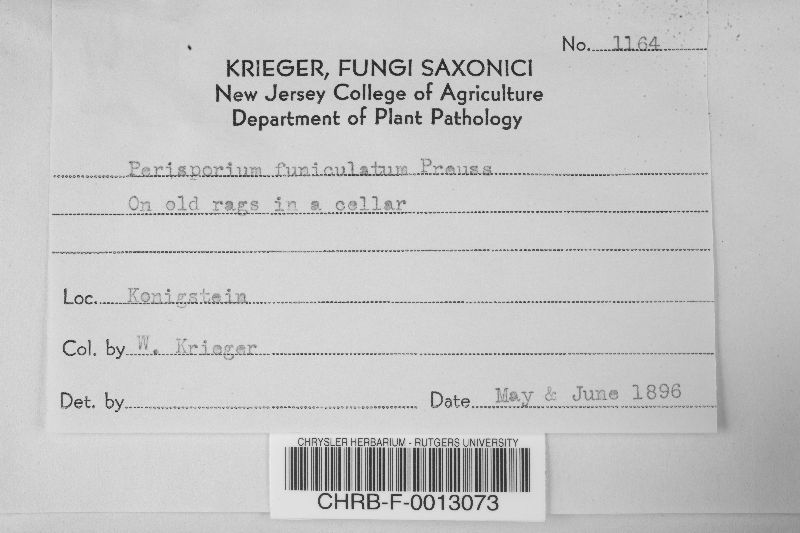 No. 1164
KRIEGER, FUNGI SAXONICI
New Jersey College of Agriculture
Department of Plant Pathology
Perisporium funiculatum Preuss
On old rags in a cellar
Loc. Konigstein
Col. by W. Krieger
Det. by
Date May & June 1896
CHRYSLER HERBARIUM - RUTGERS UNIVERSITY
CHRB-F-0013073